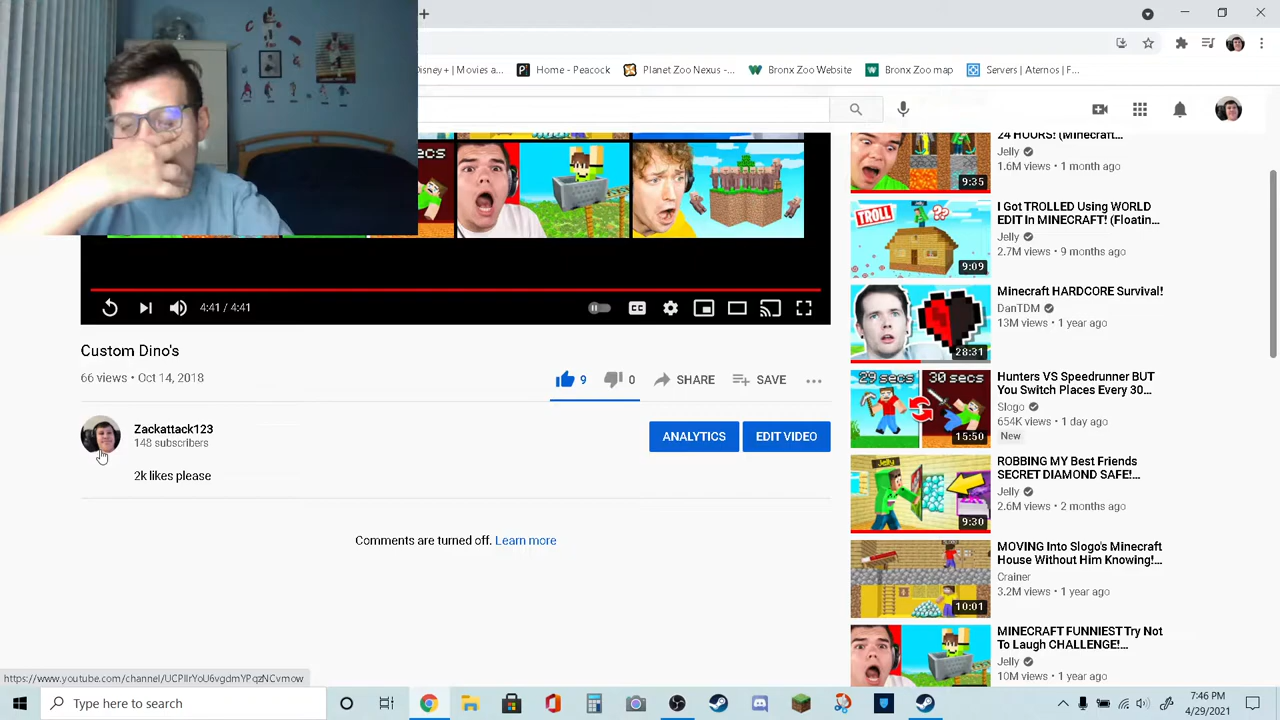 Disney+ | Movies a...
Home - Peacock
Planet Zoo Nexus -...
Bronx Zoo Website
Bronx Zoo map
Servers | Aternos | F...
24 HOURS! (Minecraft...
Jelly
1.6M views • 1 month ago
9:35
secs
TROLL
I Got TROLLED Using WORLD
EDIT In MINECRAFT! (Floatin...
Jelly
2.7M views • 9 months ago
9:09
4:41 / 4:41
CC
Minecraft HARDCORE Survival!
DanTDM
13M views • 1 year ago
28:31
Custom Dino's
66 views • Oct 14, 2018
9
0
SHARE
SAVE
29 secs
30 secs
Hunters VS Speedrunner BUT
You Switch Places Every 30...
Slogo
654K views • 1 day ago
New
15:50
Zackattack123
148 subscribers
ANALYTICS
EDIT VIDEO
2k likes please
Jelly
ROBBING MY Best Friends
SECRET DIAMOND SAFE!...
Jelly
2.6M views • 2 months ago
9:30
Comments are turned off. Learn more
MOVING Into Slogo's Minecraft
House Without Him Knowing!...
Crainer
3.2M views • 1 year ago
10:01
MINECRAFT FUNNIEST Try Not
To Laugh CHALLENGE!...
Jelly
10M views • 1 year ago
Type here to search
7:46 PM
4/29/2021